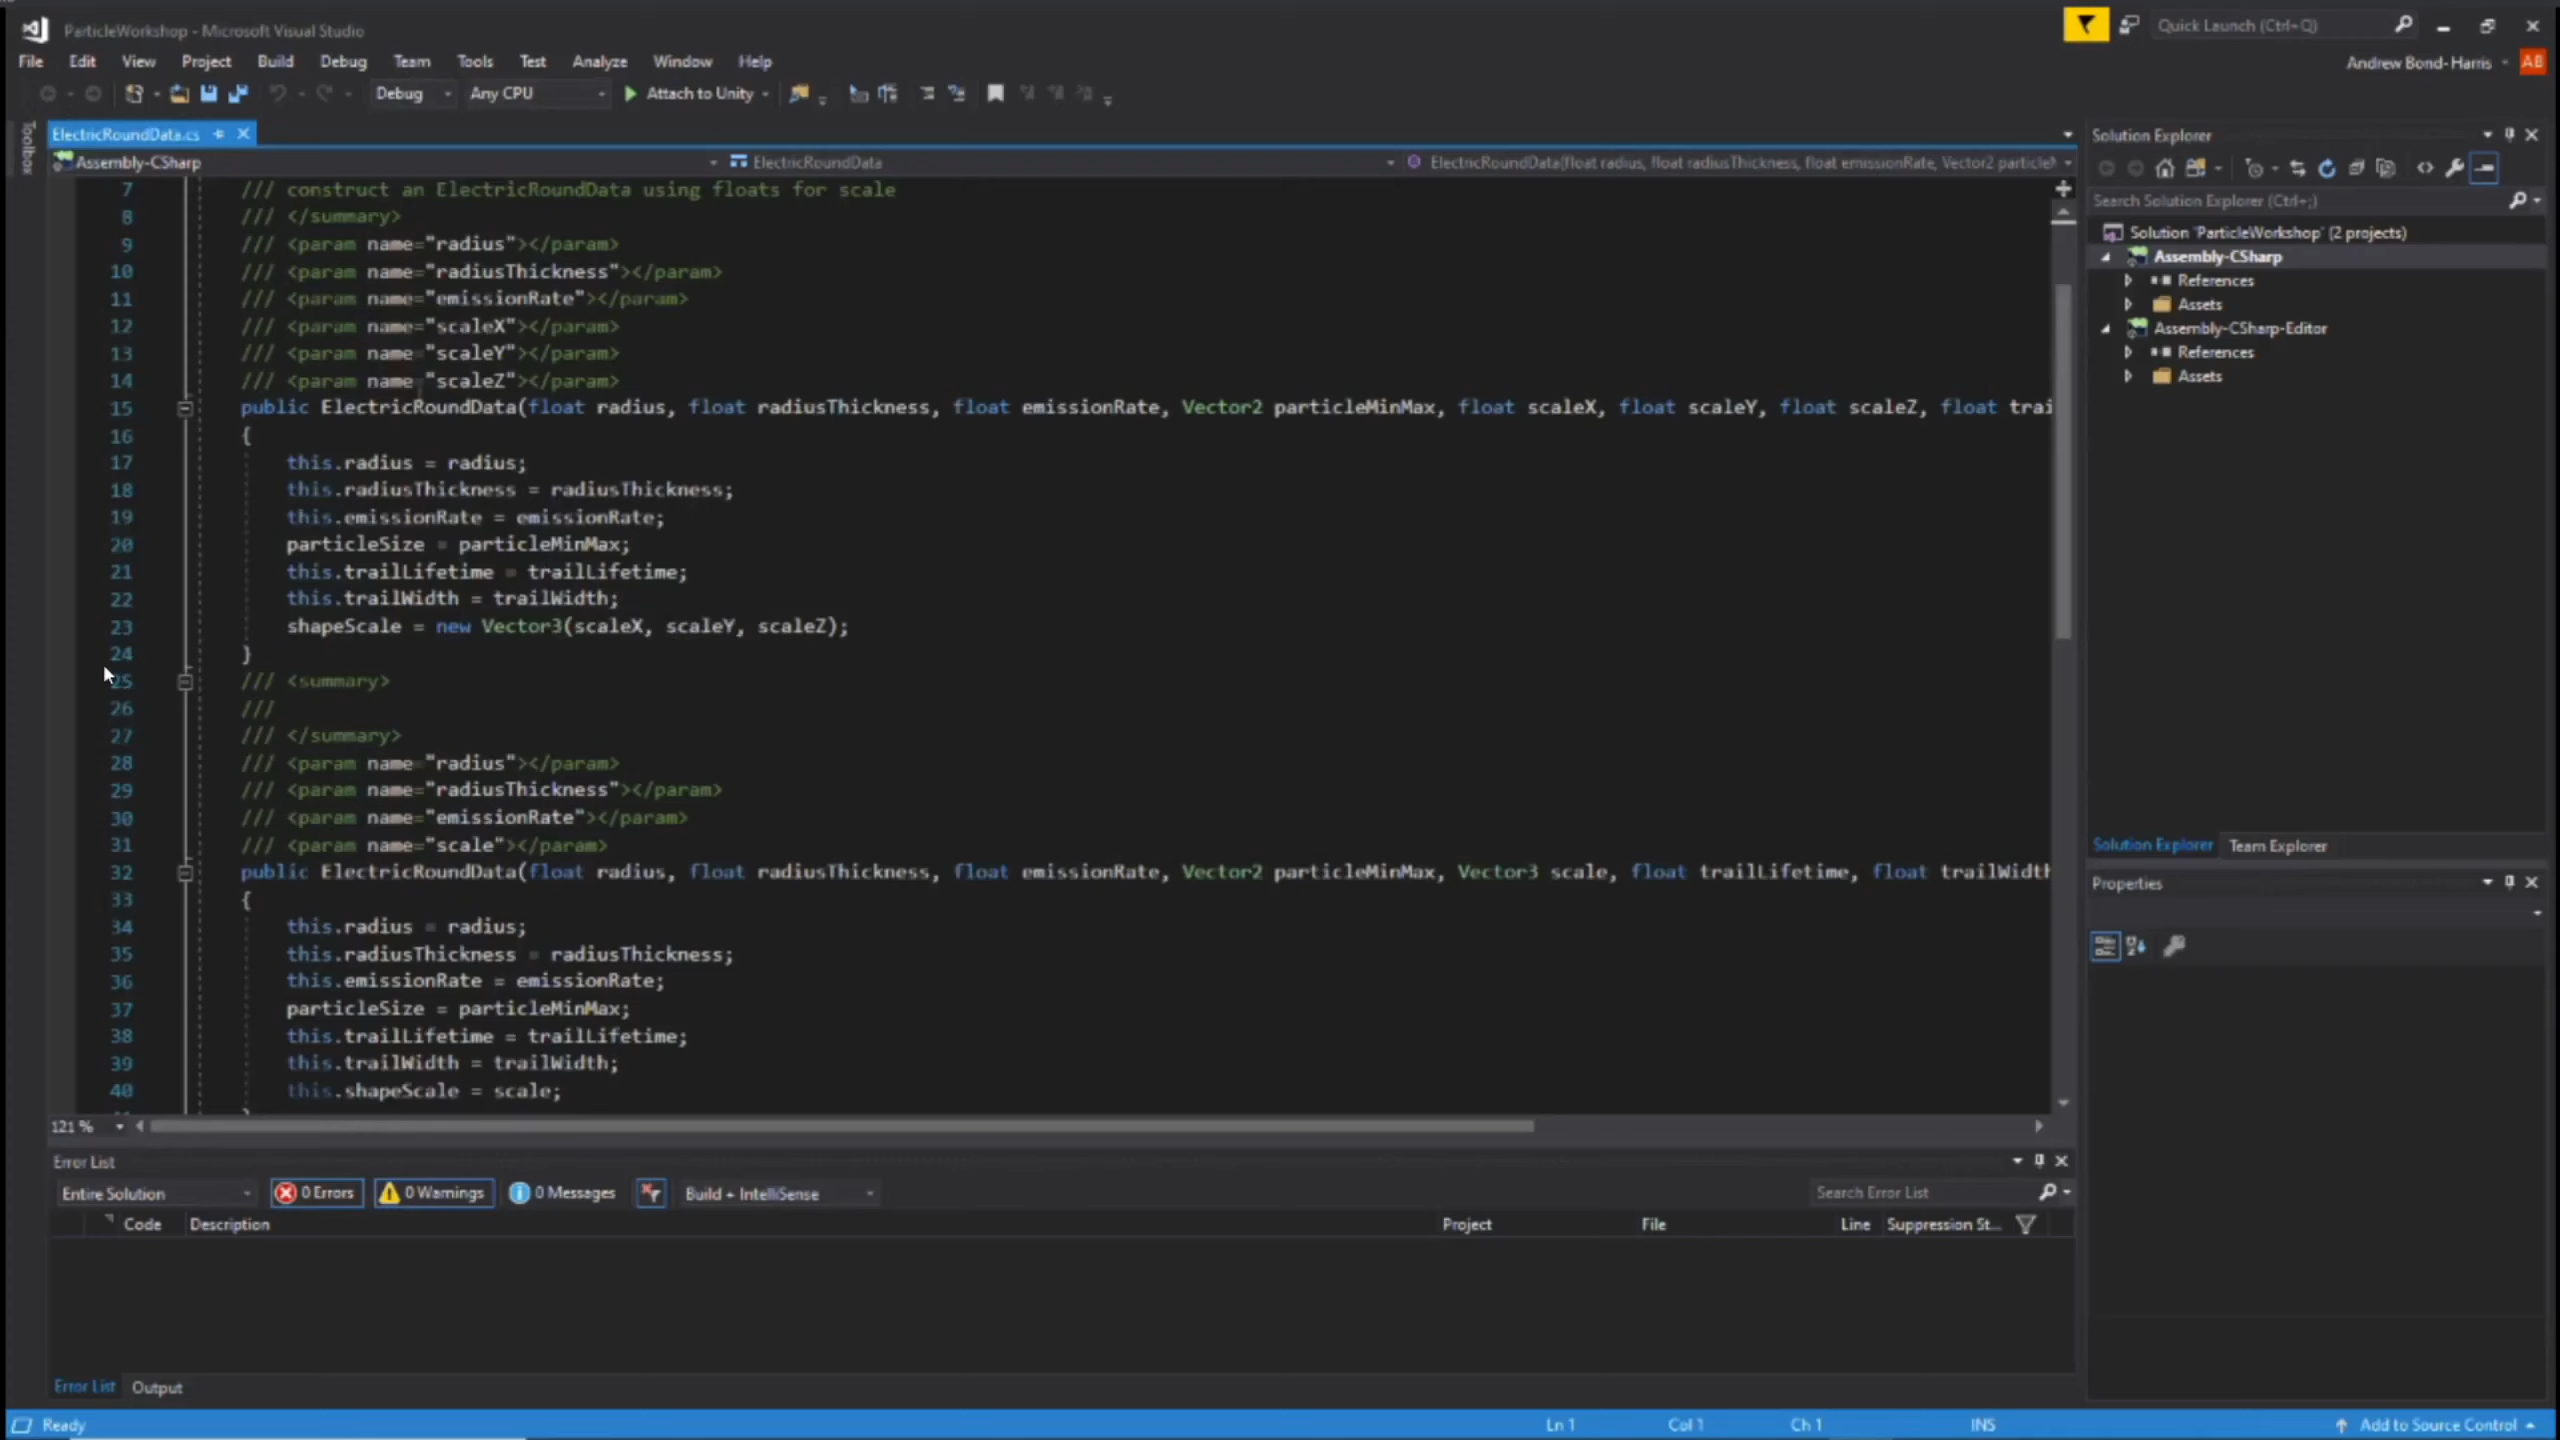 ParticleWorkshop - Microsoft Visual Studio
Quick Launch (Ctrl+Q)
File Edit View Project Build Debug Team Tools Test Analyze Window Help
Andrew Bond-Harris AB
Debug Any CPU Attach to Unity
Toolbox
ElectricRoundData.cs
Assembly-CSharp ElectricRoundData ElectricRoundData(float radius, float radiusThickness, float emissionRate, Vector2 particleM
7 /// construct an ElectricRoundData using floats for scale
8 /// </summary>
9 /// <param name="radius"></param>
10 /// <param name="radiusThickness"></param>
11 /// <param name="emissionRate"></param>
12 /// <param name="scaleX"></param>
13 /// <param name="scaleY"></param>
14 /// <param name="scaleZ"></param>
15 public ElectricRoundData(float radius, float radiusThickness, float emissionRate, Vector2 particleMinMax, float scaleX, float scaleY, float scaleZ, float trai
16 {
17 this.radius = radius;
18 this.radiusThickness = radiusThickness;
19 this.emissionRate = emissionRate;
20 particleSize = particleMinMax;
21 this.trailLifetime = trailLifetime;
22 this.trailWidth = trailWidth;
23 shapeScale = new Vector3(scaleX, scaleY, scaleZ);
24 }
25 /// <summary>
26 ///
27 /// </summary>
28 /// <param name="radius"></param>
29 /// <param name="radiusThickness"></param>
30 /// <param name="emissionRate"></param>
31 /// <param name="scale"></param>
32 public ElectricRoundData(float radius, float radiusThickness, float emissionRate, Vector2 particleMinMax, Vector3 scale, float trailLifetime, float trailWidth
33 {
34 this.radius = radius;
35 this.radiusThickness = radiusThickness;
36 this.emissionRate = emissionRate;
37 particleSize = particleMinMax;
38 this.trailLifetime = trailLifetime;
39 this.trailWidth = trailWidth;
40 this.shapeScale = scale;
121 %
Solution Explorer
Search Solution Explorer (Ctrl+;)
Solution 'ParticleWorkshop' (2 projects)
Assembly-CSharp
References
Assets
Assembly-CSharp-Editor
References
Assets
Solution Explorer Team Explorer
Properties
Error List
Entire Solution 0 Errors 0 Warnings 0 Messages Build + IntelliSense Search Error List
Code Description Project File Line Suppression St...
Error List Output
Ready Ln 1 Col 1 Ch 1 INS Add to Source Control